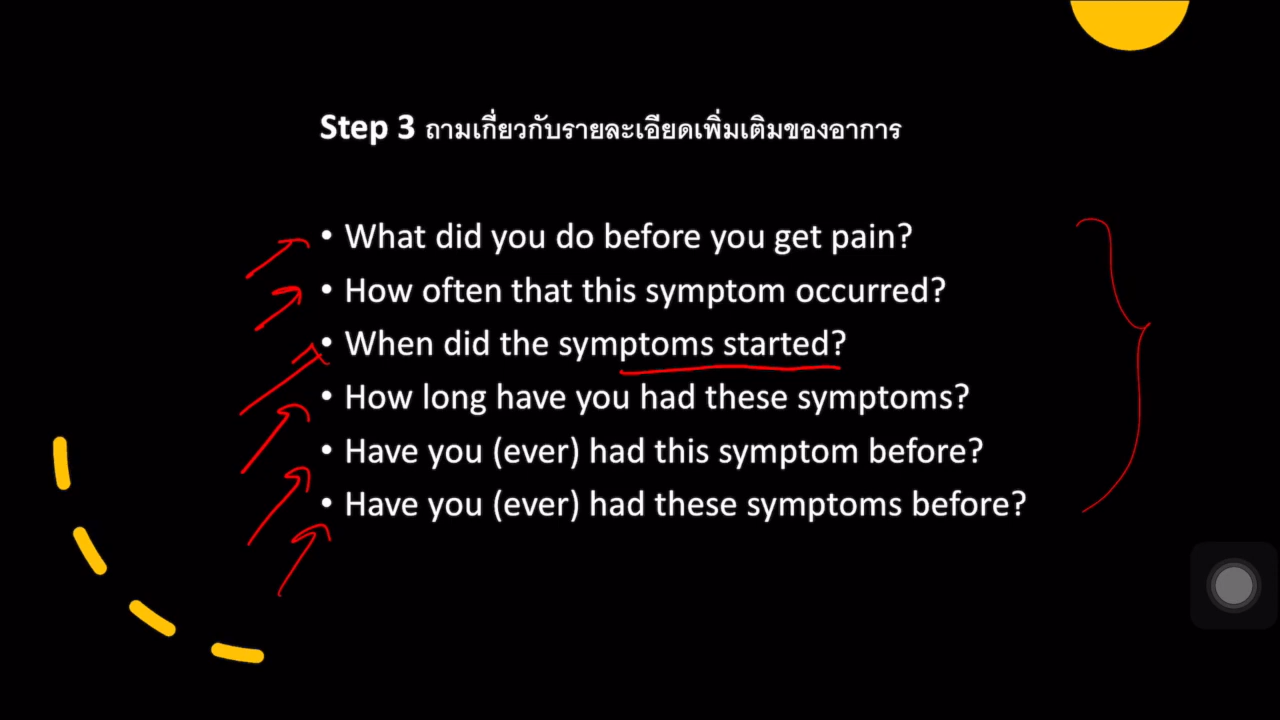 Step 3 ถามเกี่ยวกับรายละเอียดเพิ่มเติมของอาการ
• What did you do before you get pain?
• How often that this symptom occurred?
• When did the symptoms started?
• How long have you had these symptoms?
• Have you (ever) had this symptom before?
• Have you (ever) had these symptoms before?